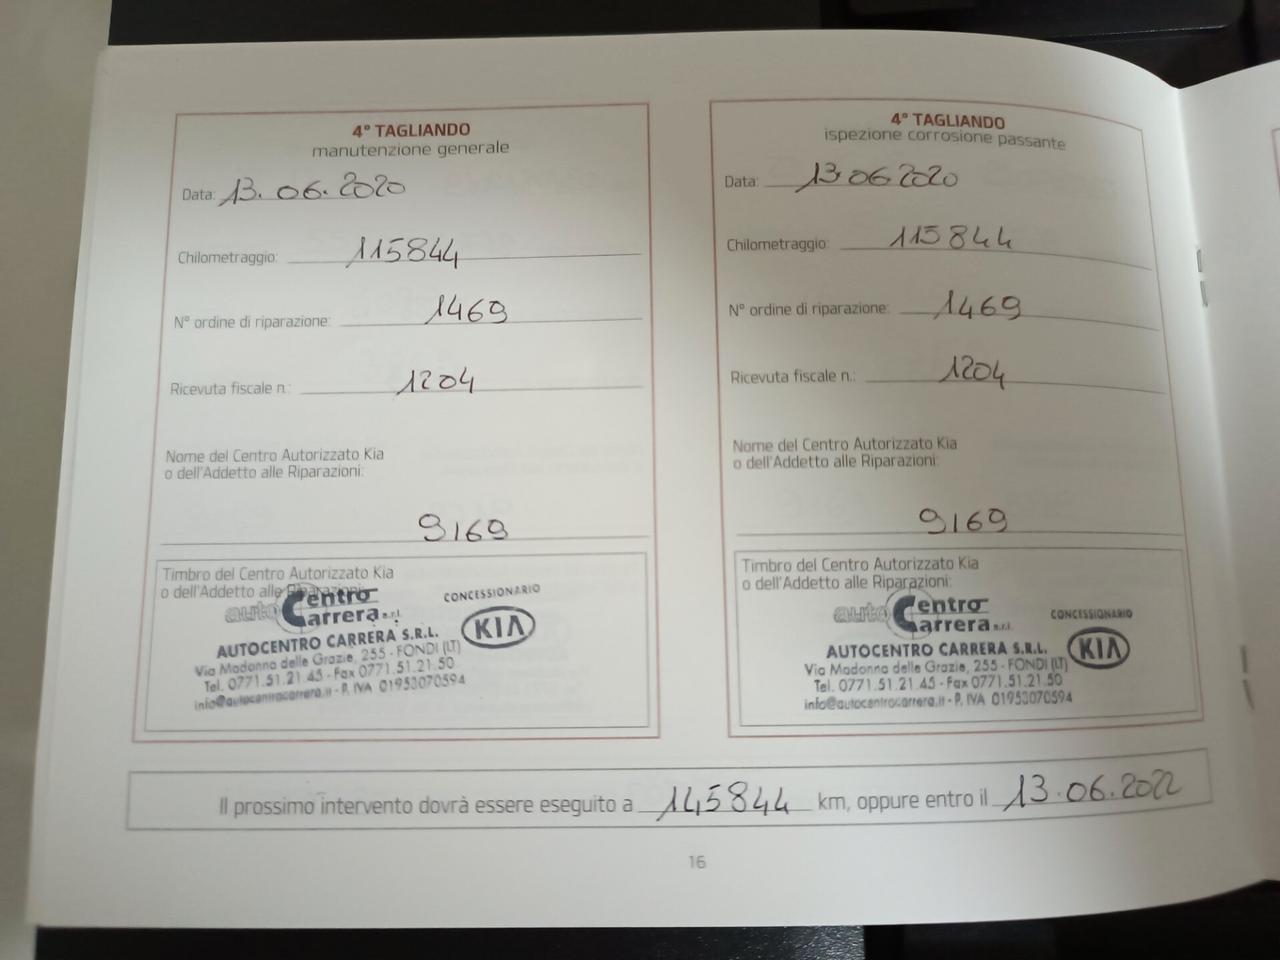 4° TAGLIANDO
manutenzione generale
Data: 13.06.2020
Chilometraggio: 115844
N° ordine di riparazione: 1469
Ricevuta fiscale n.: 1204
Nome del Centro Autorizzato Kia
o dell'Addetto alle Riparazioni:
9169
Timbro del Centro Autorizzato Kia
o dell'Addetto alle Riparazioni:
auto Centro
Carrera s.r.l.
CONCESSIONARIO
KIA
AUTOCENTRO CARRERA S.R.L.
Via Madonna delle Grazie, 255 - FONDI (LT)
Tel. 0771.51.21.45 - Fax 0771.51.21.50
info@autocentrocarrera.it - P. IVA 01953070594
4° TAGLIANDO
ispezione corrosione passante
Data: 13.06.2020
Chilometraggio: 115844
N° ordine di riparazione: 1469
Ricevuta fiscale n.: 1204
Nome del Centro Autorizzato Kia
o dell'Addetto alle Riparazioni:
9169
Timbro del Centro Autorizzato Kia
o dell'Addetto alle Riparazioni:
auto Centro
Carrera s.r.l.
CONCESSIONARIO
KIA
AUTOCENTRO CARRERA S.R.L.
Via Madonna delle Grazie, 255 - FONDI (LT)
Tel. 0771.51.21.45 - Fax 0771.51.21.50
info@autocentrocarrera.it - P. IVA 01953070594
Il prossimo intervento dovrà essere eseguito a 145844 km, oppure entro il 13.06.2022
16